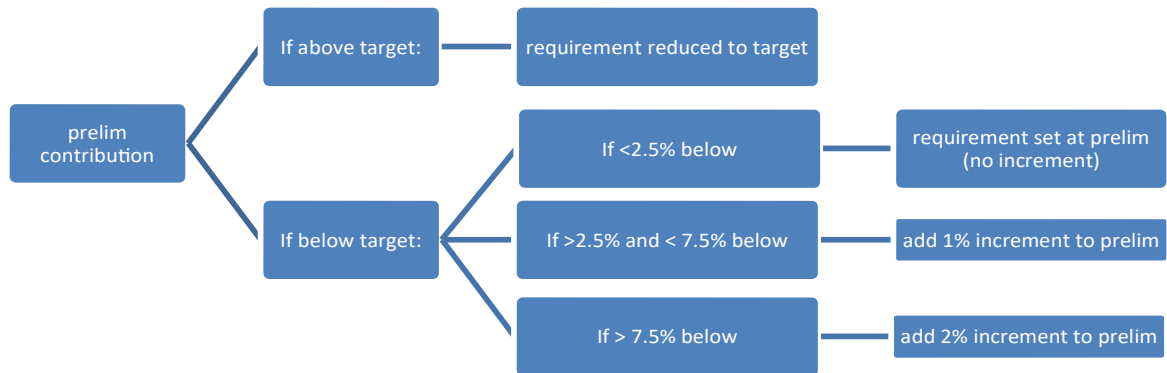 If above target:
requirement reduced to target
prelim
contribution
If <2.5% below
requirement set at prelim
(no increment)
If below target:
If >2.5% and < 7.5% below
add 1% increment to prelim
If > 7.5% below
add 2% increment to prelim